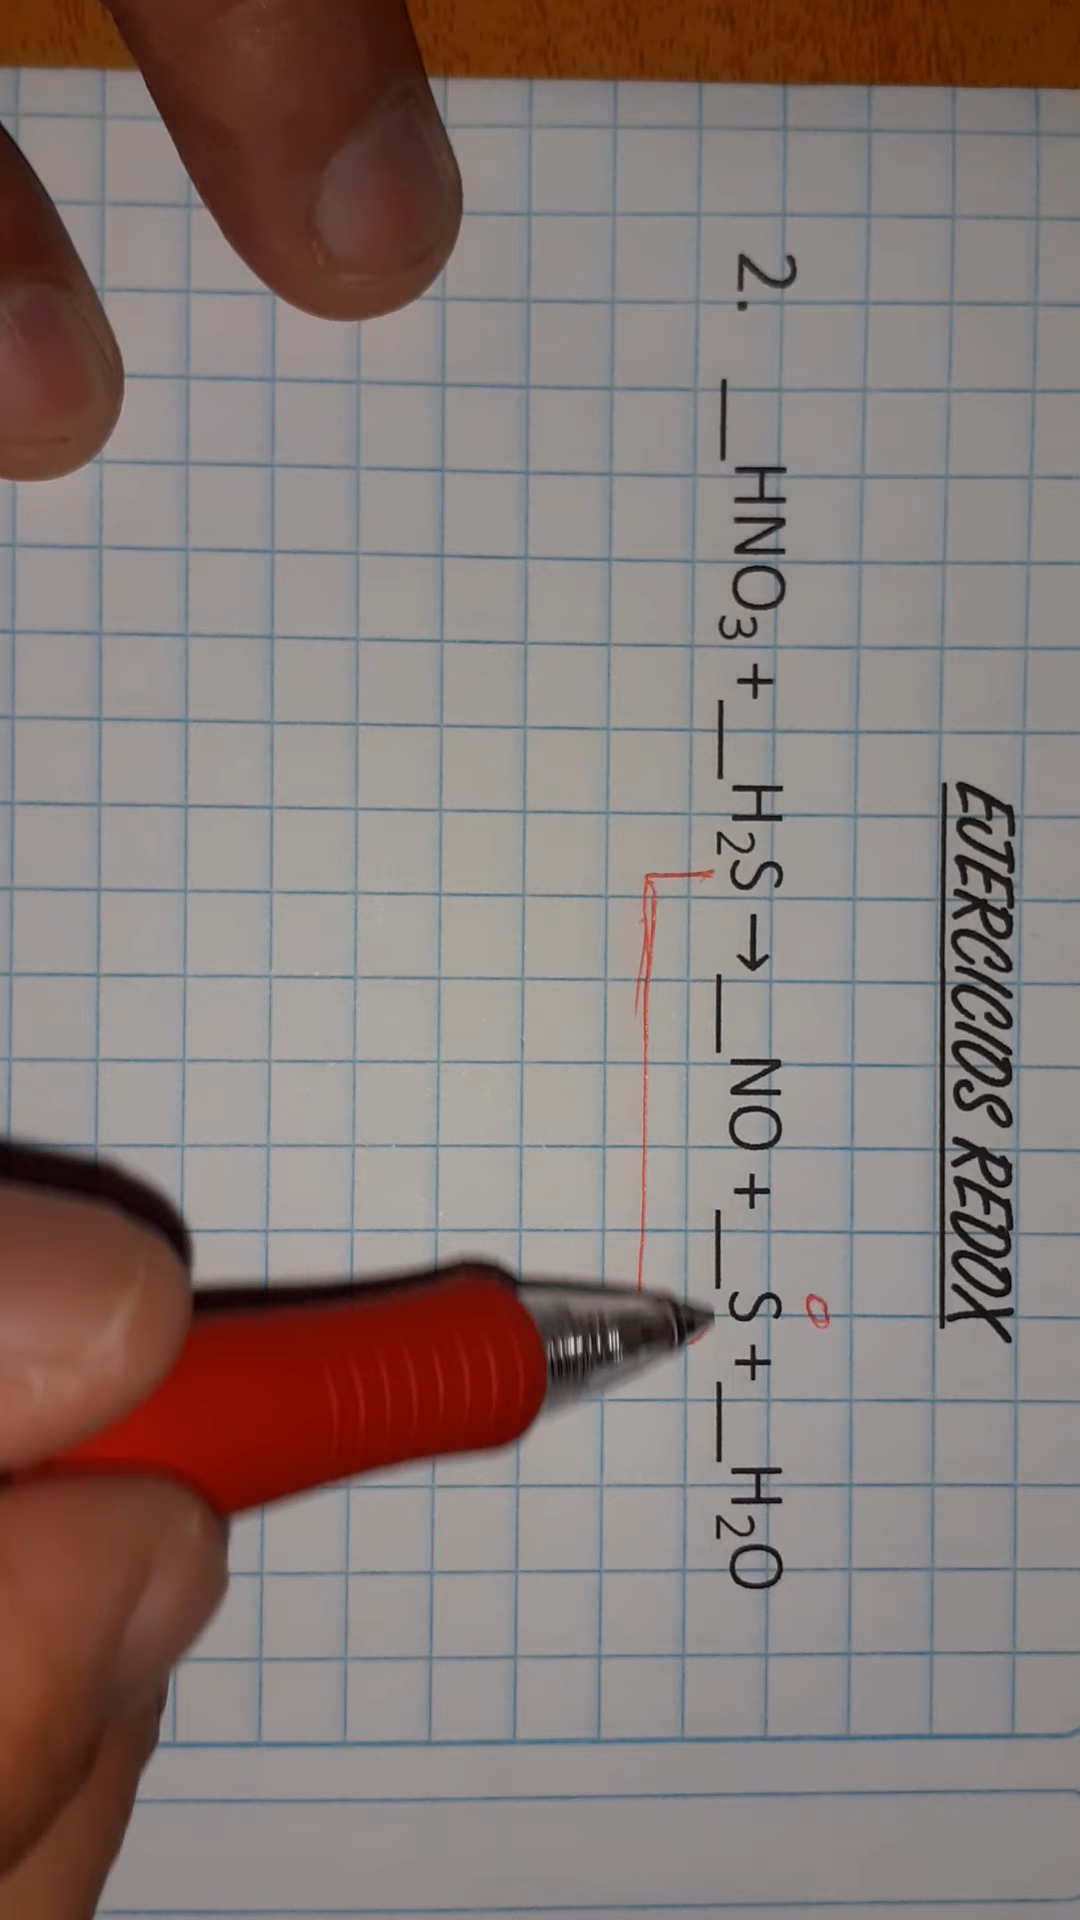 EJERCICIOS REDOX
0
2. __HNO₃ + __H₂S → __NO + __S + __H₂O